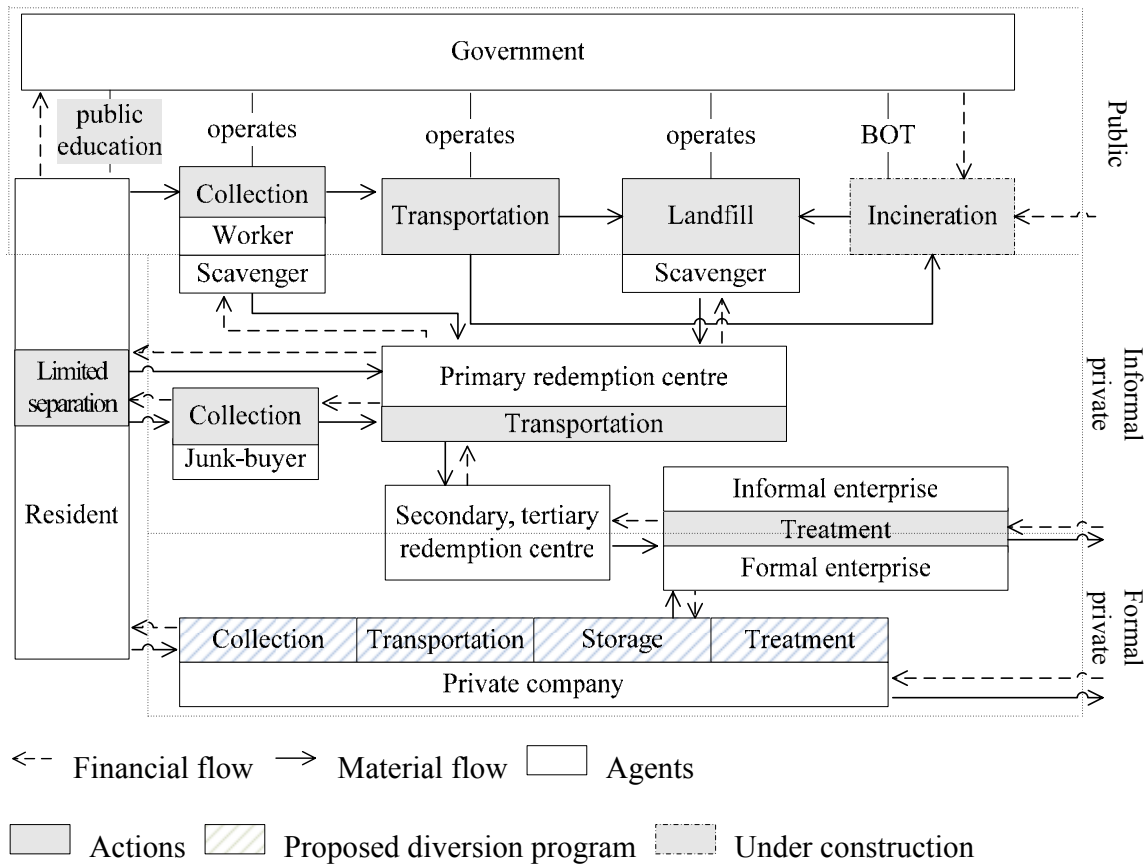 Government
public
education
operates
operates
operates
BOT
Public
Collection
Worker
Scavenger
Transportation
Landfill
Scavenger
Incineration
Limited
separation
Resident
Primary redemption centre
Transportation
Collection
Junk-buyer
Informal
private
Secondary, tertiary
redemption centre
Informal enterprise
Treatment
Formal enterprise
Formal
private
Collection
Transportation
Storage
Treatment
Private company
Financial flow
Material flow
Agents
Actions
Proposed diversion program
Under construction